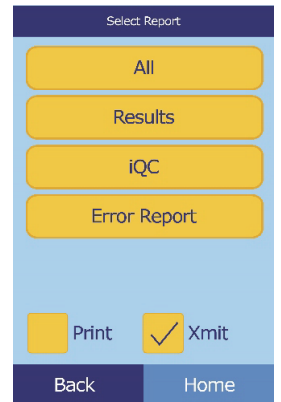 Select Report
All
Results
iQC
Error Report
Print Xmit
Back Home